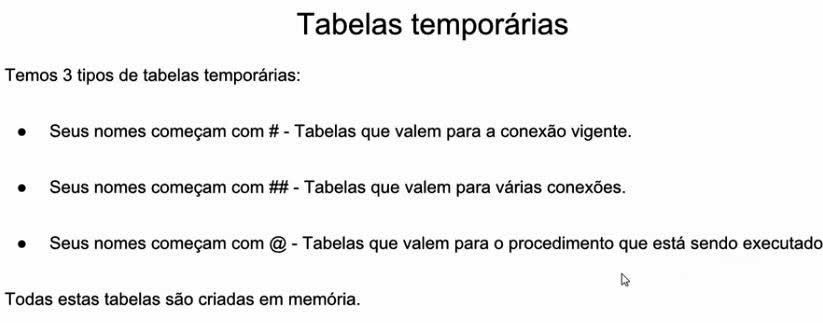 Tabelas temporárias
Temos 3 tipos de tabelas temporárias:
● Seus nomes começam com # - Tabelas que valem para a conexão vigente.
● Seus nomes começam com ## - Tabelas que valem para várias conexões.
● Seus nomes começam com @ - Tabelas que valem para o procedimento que está sendo executado
Todas estas tabelas são criadas em memória.